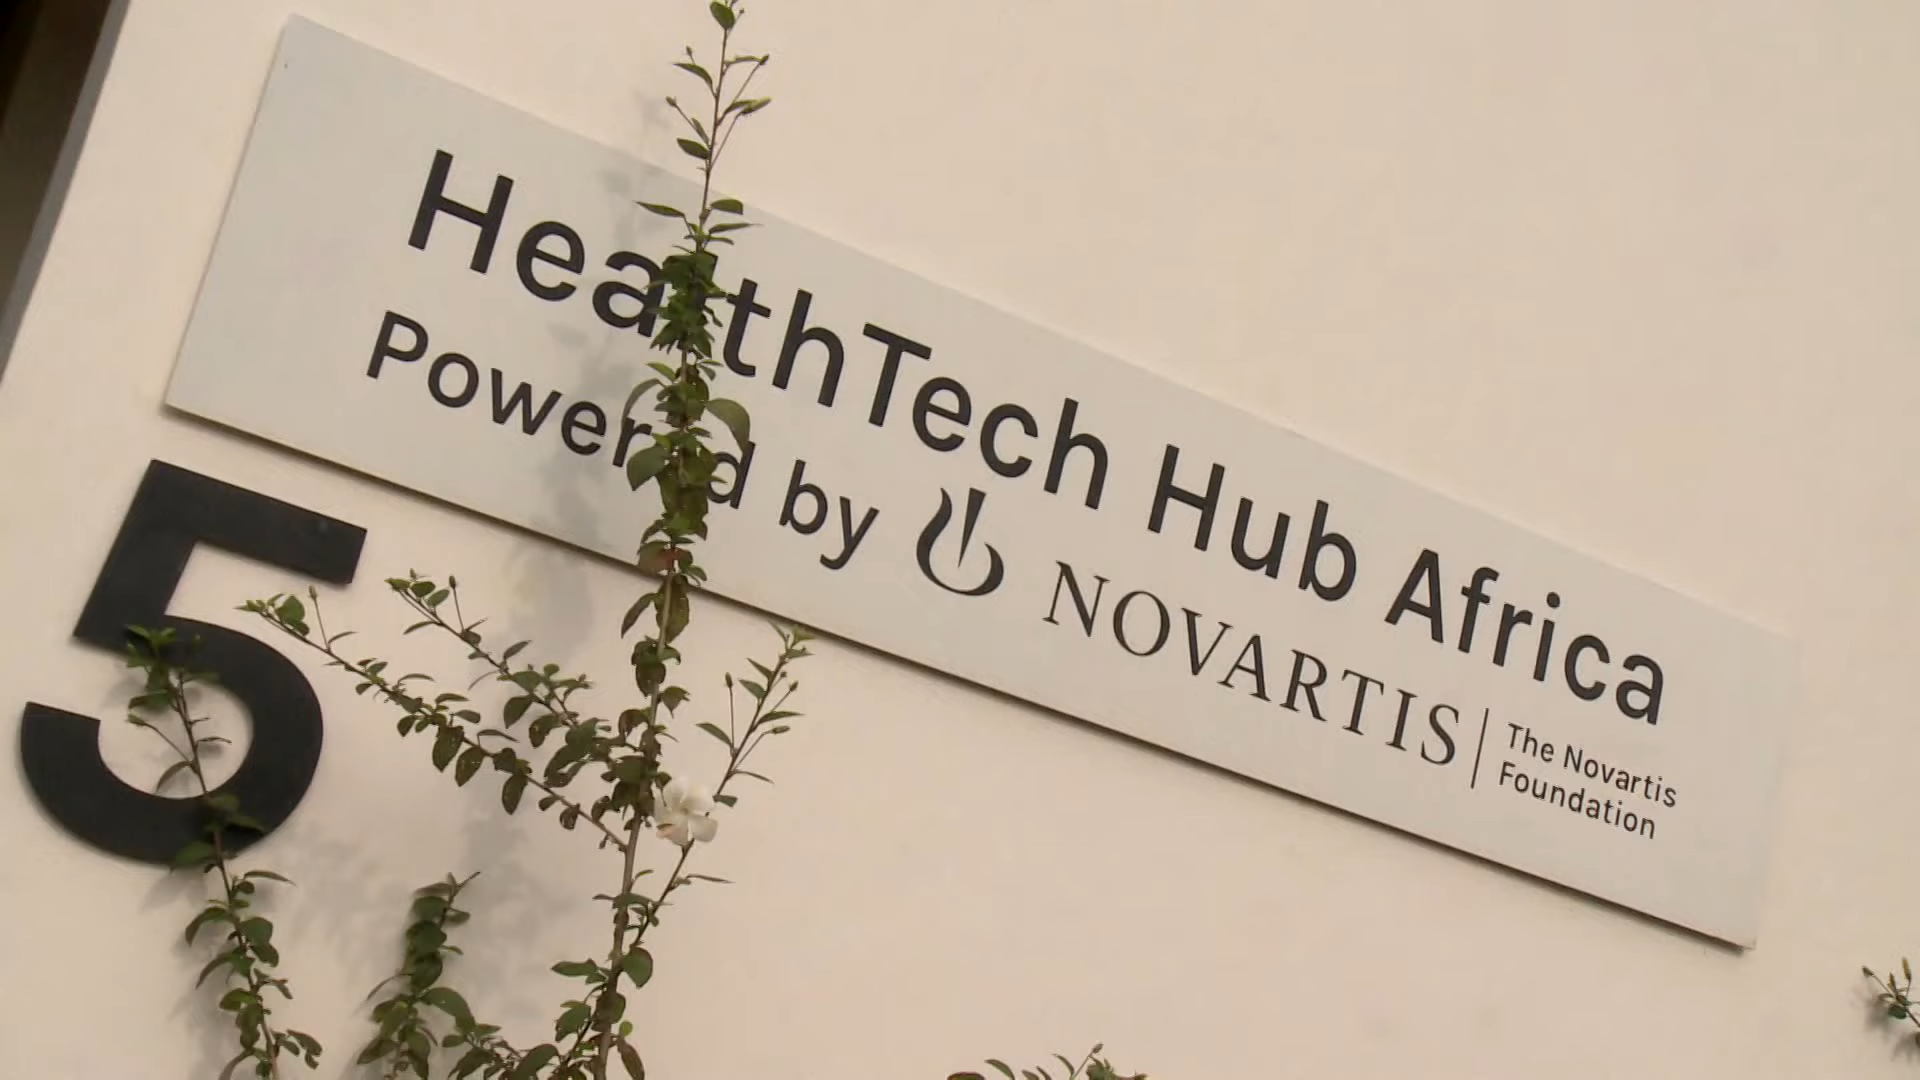 HealthTech Hub Africa
Powered by NOVARTIS
The Novartis
Foundation
5